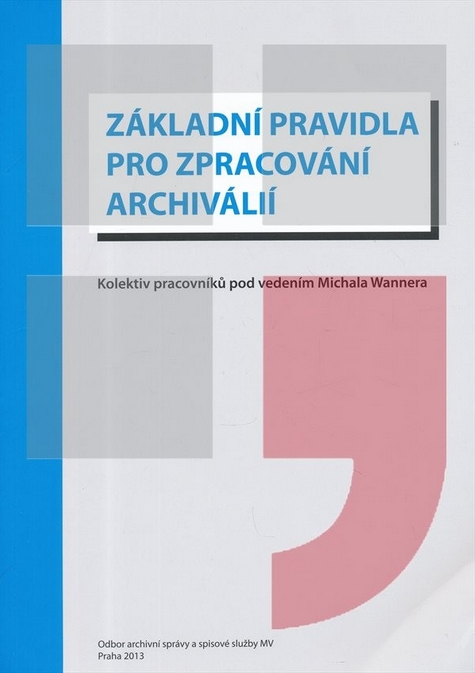 ZÁKLADNÍ PRAVIDLA
PRO ZPRACOVÁNÍ
ARCHIVÁLIÍ
Kolektiv pracovníků pod vedením Michala Wannera
Odbor archivní správy a spisové služby MV
Praha 2013